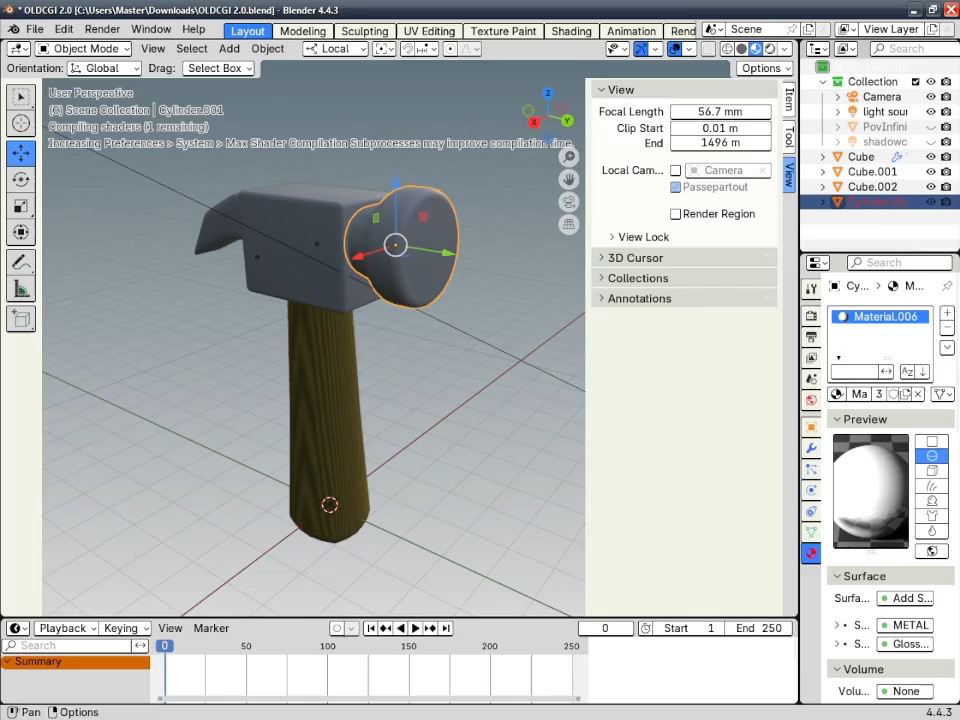 * OLDCGI 2.0 [C:\Users\Master\Downloads\OLDCGI 2.0.blend] - Blender 4.4.3
File Edit Render Window Help Layout Modeling Sculpting UV Editing Texture Paint Shading Animation Rend Scene View Layer
Object Mode View Select Add Object Local Search
Orientation: Global Drag: Select Box Options
User Perspective
(0) Scene Collection | Cylinder.001
Compiling shaders (1 remaining)
Increasing Preferences > System > Max Shader Compilation Subprocesses may improve compilation time.
Z
Y
X
View
Focal Length 56.7 mm
Clip Start 0.01 m
End 1496 m
Local Cam... Camera
Passepartout
Render Region
View Lock
3D Cursor
Collections
Annotations
Item
Tool
View
Collection
Camera
light sour
PovInfini
shadowc
Cube
Cube.001
Cube.002
Search
Cy... M...
Material.006
Ma 3
Preview
Surface
Surfa... Add S...
S... METAL
S... Gloss...
Volume
Volu... None
Playback Keying View Marker 0 Start 1 End 250
Search 0 50 100 150 200 250
Summary
Pan Options 4.4.3